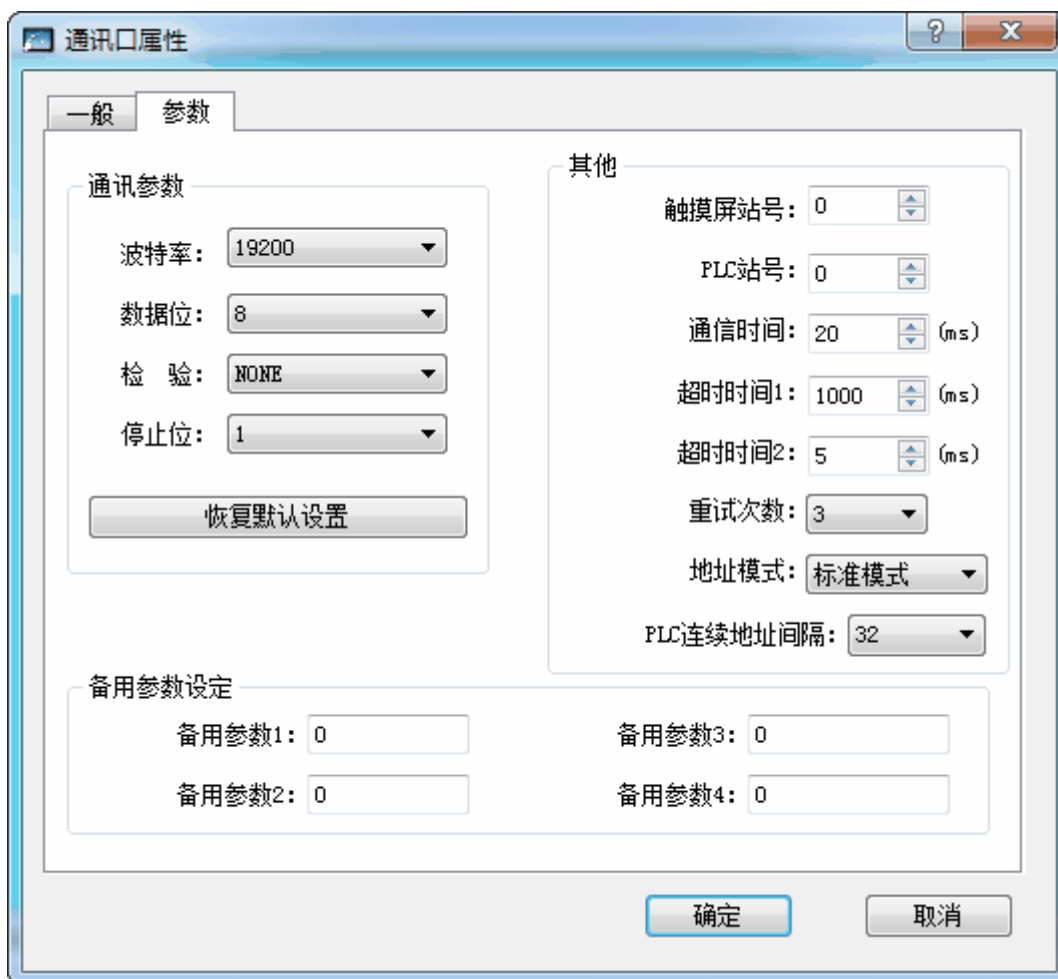 通讯口属性
一般 参数
通讯参数
波特率： 19200
数据位： 8
检 验： NONE
停止位： 1
恢复默认设置
其他
触摸屏站号： 0
PLC站号： 0
通信时间： 20 (ms)
超时时间1： 1000 (ms)
超时时间2： 5 (ms)
重试次数： 3
地址模式： 标准模式
PLC连续地址间隔： 32
备用参数设定
备用参数1： 0 备用参数3： 0
备用参数2： 0 备用参数4： 0
确定 取消